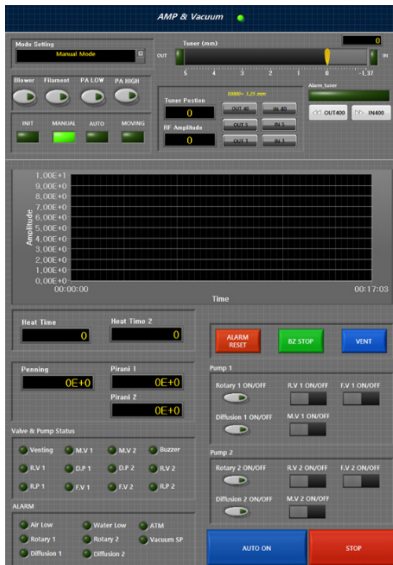 AMP & Vacuum
Mode Setting
Manual Mode
Tuner (mm)
0
OUT
IN
5 4 3 2 1 0 -1,37
Blower Filament PA LOW PA HIGH
Alarm_tuner
Tuner Postion
0
OUT 40 IN 40
OUT400 IN400
RF Amplitude
0
OUT 5 IN 5
OUT 1 IN 1
INIT MANUAL AUTO MOVING
Amplitude
1,00E+1
9,00E+0
8,00E+0
7,00E+0
6,00E+0
5,00E+0
4,00E+0
3,00E+0
2,00E+0
1,00E+0
0,00E+0
00:00:00 00:17:03
Time
Heat Time Heat Time 2
0 0
ALARM RESET
BZ STOP
VENT
Penning Pirani 1
0E+0 0E+0
Pirani 2
0E+0
Pump 1
Rotary 1 ON/OFF R.V 1 ON/OFF F.V 1 ON/OFF
Diffusion 1 ON/OFF M.V 1 ON/OFF
Valve & Pump Status
Venting M.V 1 M.V 2 Buzzer
R.V 1 D.P 1 D.P 2 R.V 2
R.P 1 F.V 1 F.V 2 R.P 2
Pump 2
Rotary 2 ON/OFF R.V 2 ON/OFF F.V 2 ON/OFF
Diffusion 2 ON/OFF M.V 2 ON/OFF
ALARM
Air Low Water Low ATM
Rotary 1 Rotary 2 Vacuum SP
Diffusion 1 Diffusion 2
AUTO ON
STOP